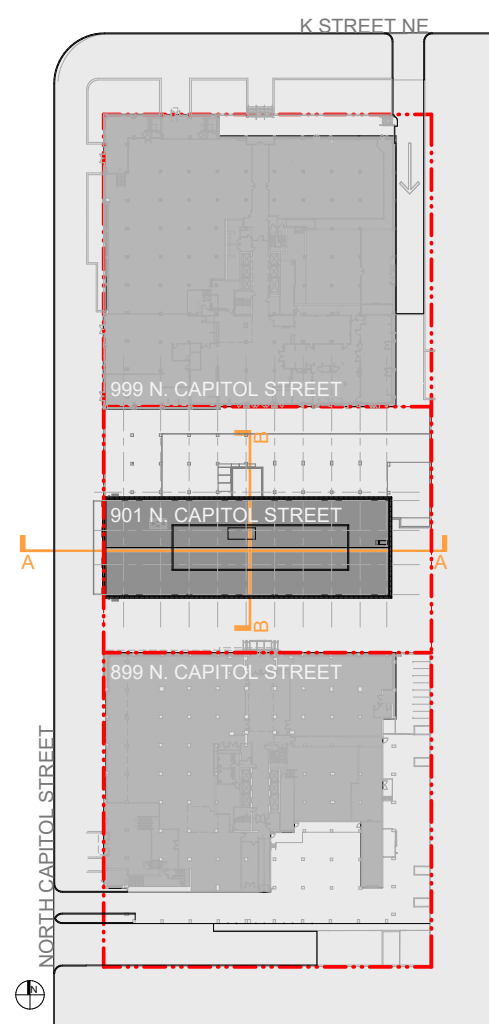 K STREET NE
999 N. CAPITOL STREET
B
901 N. CAPITOL STREET
A
A
B
899 N. CAPITOL STREET
NORTH CAPITOL STREET
N